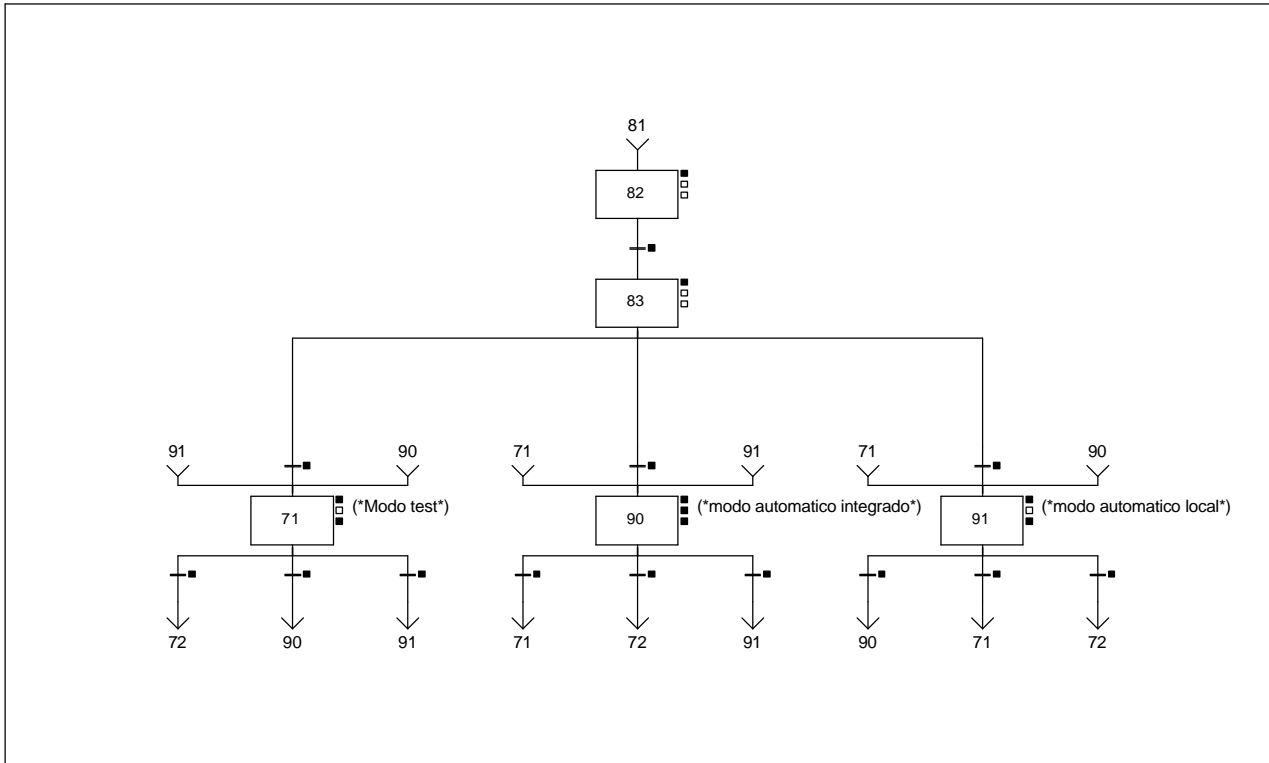 81
82
83
91 90 71 91 71 90
71 (*Modo test*) 90 (*modo automatico integrado*) 91 (*modo automatico local*)
72 90 91 71 72 91 90 71 72